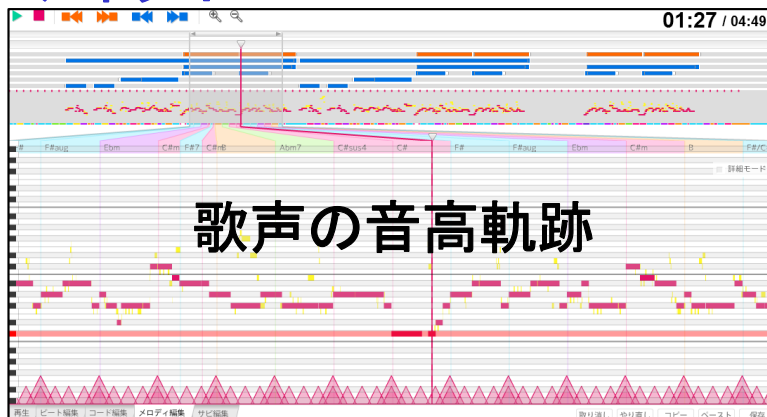 01:27 / 04:49
# F#aug Ebm C#m F#7 C#m B Abm7 C#sus4 C# F# F#aug Ebm C#m B F#/C
詳細モード
歌声の音高軌跡
再生 ビート編集 コード編集 メロディ編集 サビ編集 取り消し やり直し コピー ペースト 保存